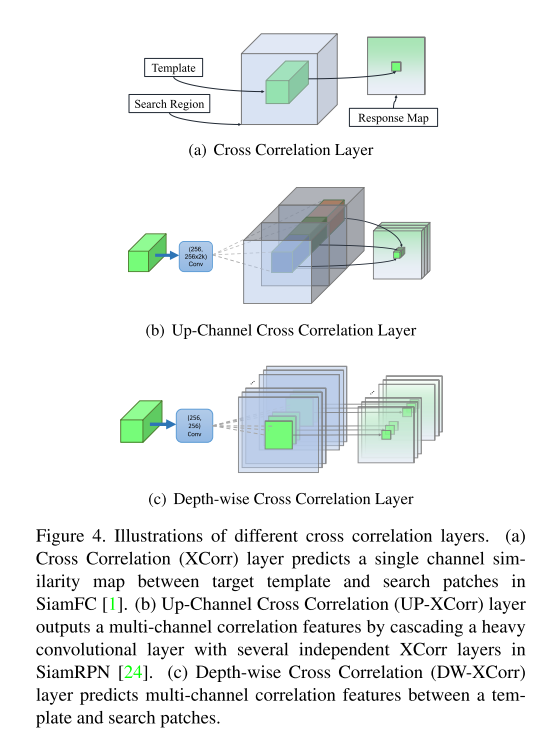 Template
Search Region
Response Map
(a) Cross Correlation Layer
(256,
256x2k)
Conv
(b) Up-Channel Cross Correlation Layer
(256,
256)
Conv
(c) Depth-wise Cross Correlation Layer
Figure 4. Illustrations of different cross correlation layers. (a)
Cross Correlation (XCorr) layer predicts a single channel sim-
ilarity map between target template and search patches in
SiamFC [1]. (b) Up-Channel Cross Correlation (UP-XCorr) layer
outputs a multi-channel correlation features by cascading a heavy
convolutional layer with several independent XCorr layers in
SiamRPN [24]. (c) Depth-wise Cross Correlation (DW-XCorr)
layer predicts multi-channel correlation features between a tem-
plate and search patches.